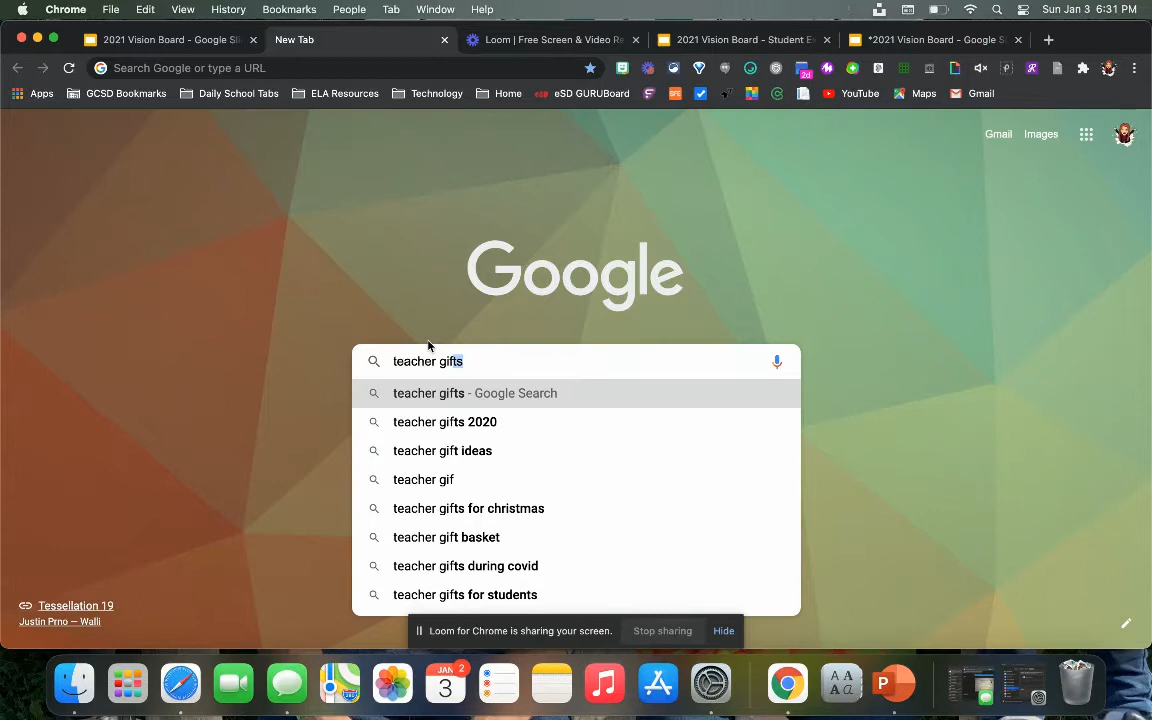 Chrome File Edit View History Bookmarks People Tab Window Help Sun Jan 3 6:31 PM
2021 Vision Board - Google Sli New Tab Loom | Free Screen & Video Re 2021 Vision Board - Student E *2021 Vision Board - Google S
Search Google or type a URL 2d
Apps GCSD Bookmarks Daily School Tabs ELA Resources Technology Home eSD GURUBoard YouTube Maps Gmail
Gmail Images
Google
teacher gifts
teacher gifts - Google Search
teacher gifts 2020
teacher gift ideas
teacher gif
teacher gifts for christmas
teacher gift basket
teacher gifts during covid
teacher gifts for students
Tessellation 19
Justin Prno — Walli
Loom for Chrome is sharing your screen. Stop sharing Hide
JAN 2
3